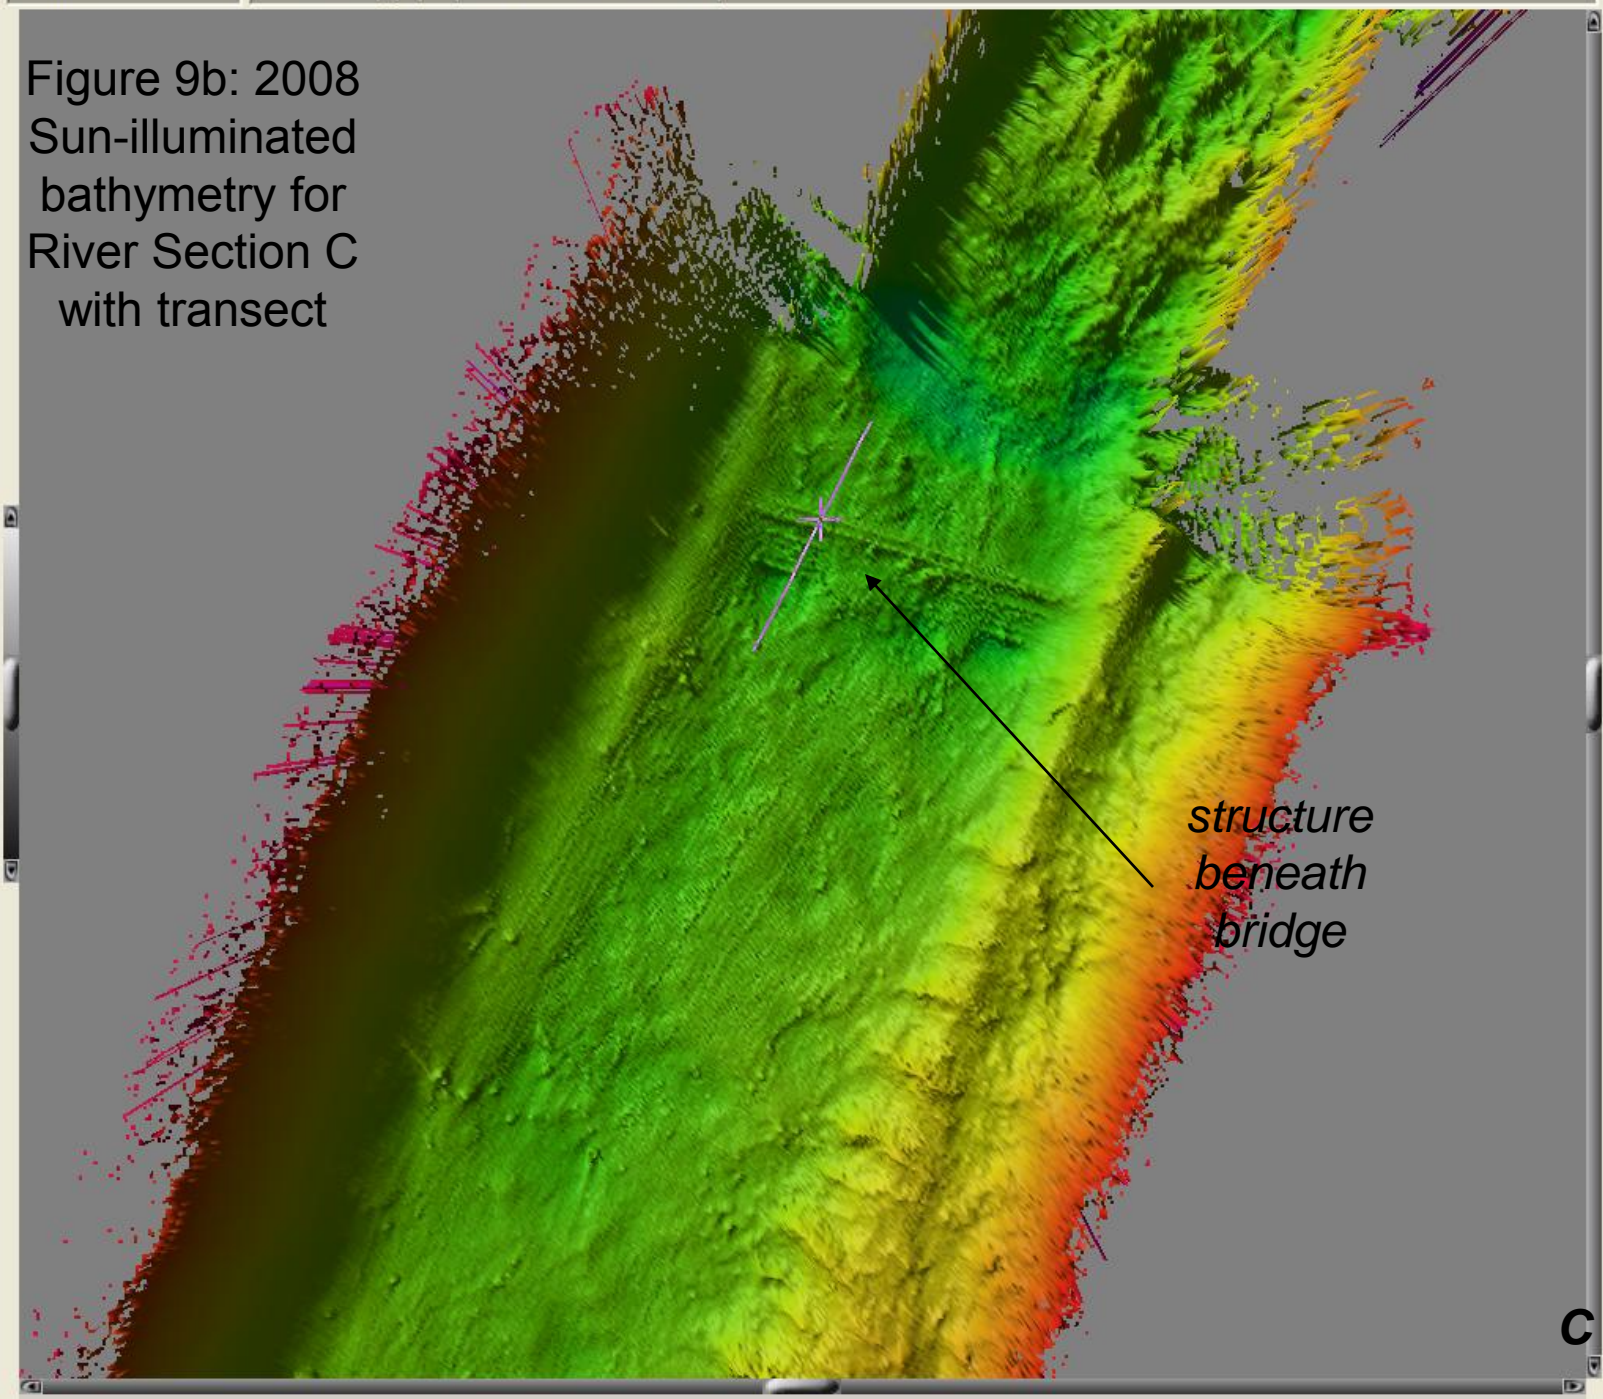 Figure 9b: 2008
Sun-illuminated
bathymetry for
River Section C
with transect
structure
beneath
bridge
C